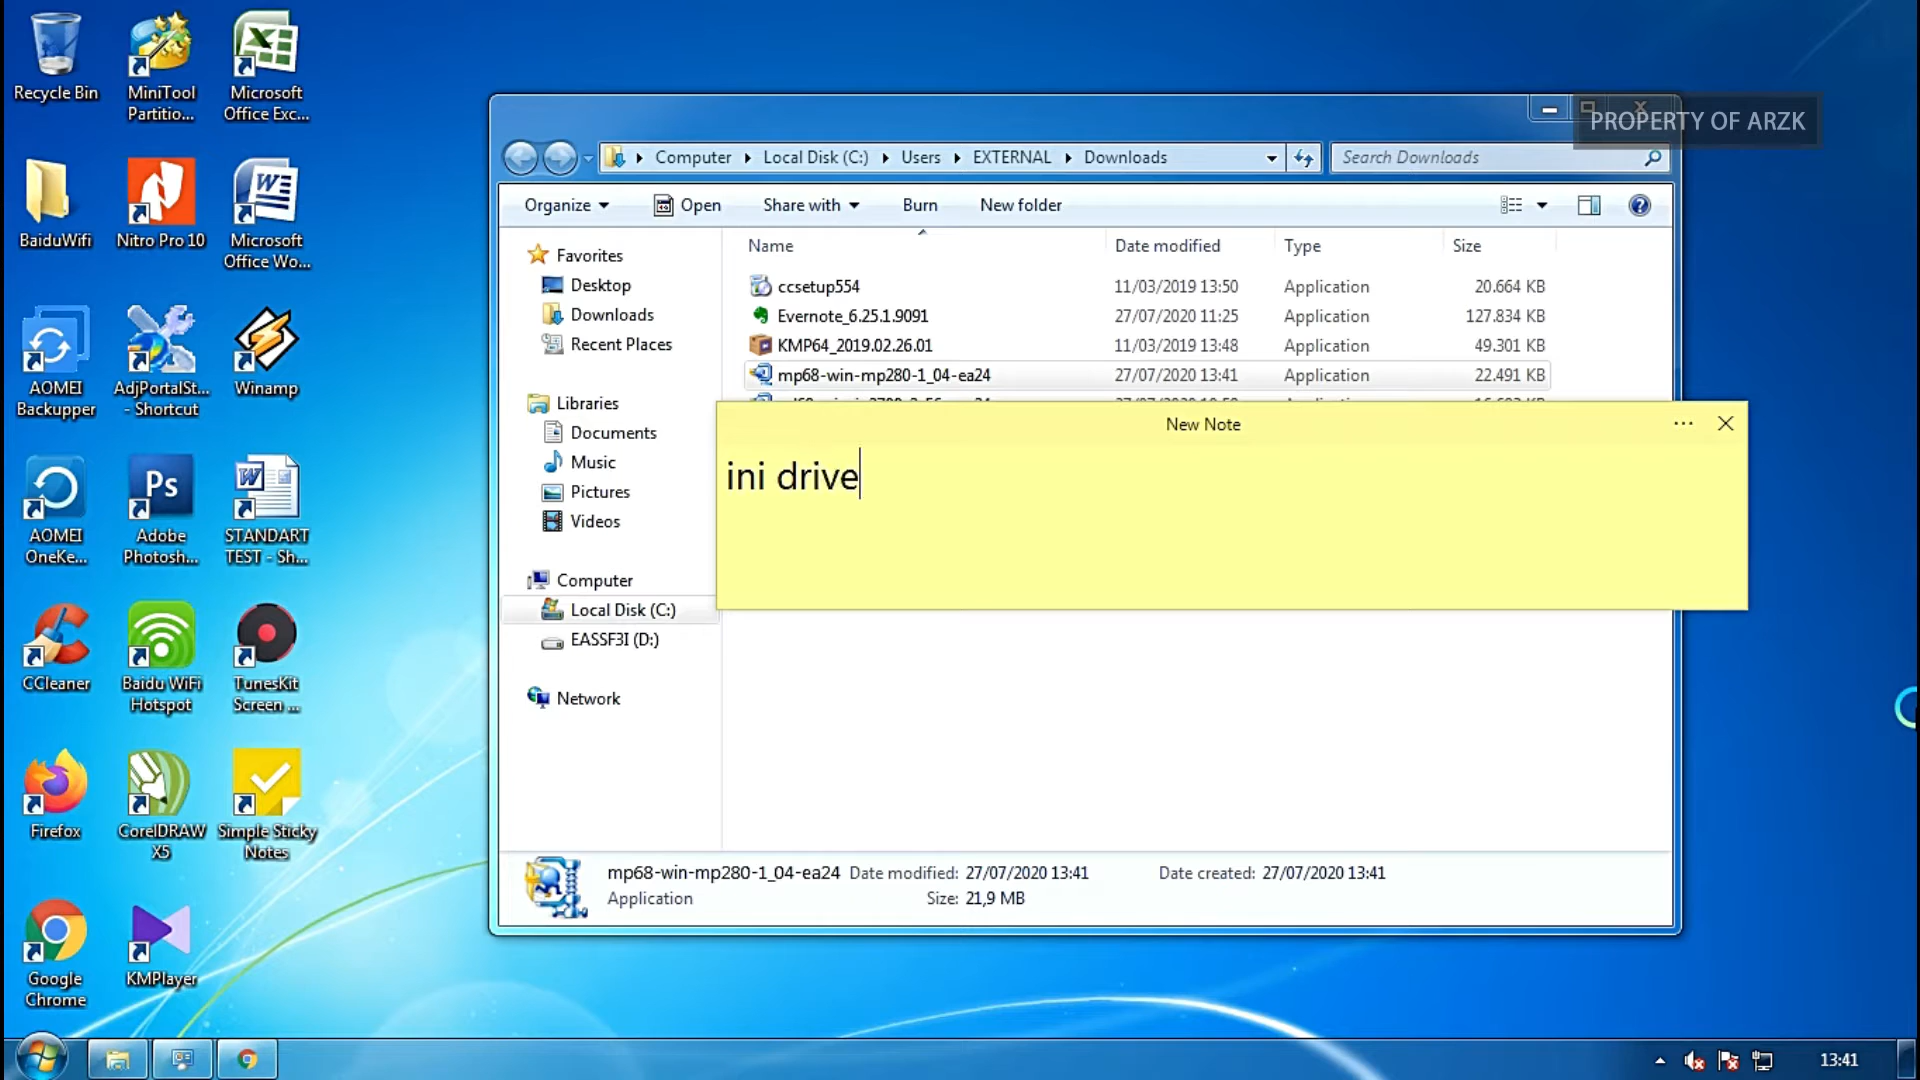 Recycle Bin
MiniTool
Partitio...
Microsoft
Office Exc...
BaiduWifi
Nitro Pro 10
Microsoft
Office Wo...
AOMEI
Backupper
AdjPortalSt...
- Shortcut
Winamp
AOMEI
OneKe...
Adobe
Photosh...
STANDART
TEST - Sh...
CCleaner
Baidu WiFi
Hotspot
TunesKit
Screen ...
Firefox
CorelDRAW
X5
Simple Sticky
Notes
Google
Chrome
KMPlayer
PROPERTY OF ARZK
Computer Local Disk (C:) Users EXTERNAL Downloads
Search Downloads
Organize Open Share with Burn New folder
Favorites
Desktop
Downloads
Recent Places
Libraries
Documents
Music
Pictures
Videos
Computer
Local Disk (C:)
EASSF3I (D:)
Network
Name Date modified Type Size
ccsetup554 11/03/2019 13:50 Application 20.664 KB
Evernote_6.25.1.9091 27/07/2020 11:25 Application 127.834 KB
KMP64_2019.02.26.01 11/03/2019 13:48 Application 49.301 KB
mp68-win-mp280-1_04-ea24 27/07/2020 13:41 Application 22.491 KB
New Note
ini drive
mp68-win-mp280-1_04-ea24 Date modified: 27/07/2020 13:41 Date created: 27/07/2020 13:41
Application Size: 21,9 MB
13:41